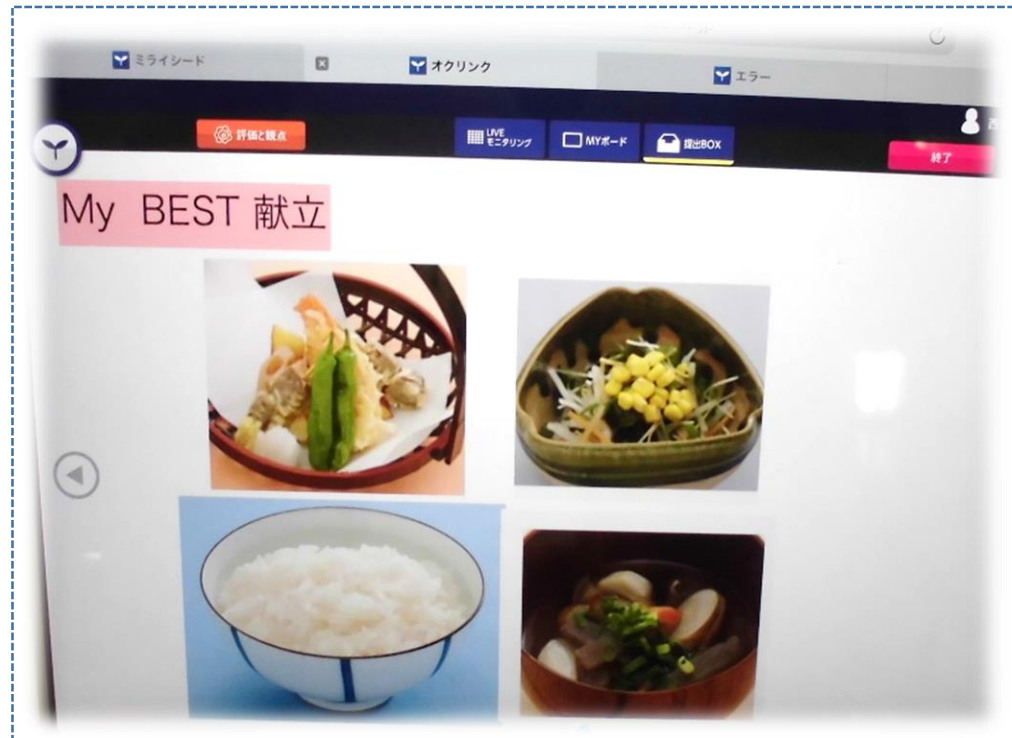 ミライシード
オクリンク
エラー
評価と観点
LIVE
モニタリング
MYボード
提出BOX
西
終了
My BEST 献立